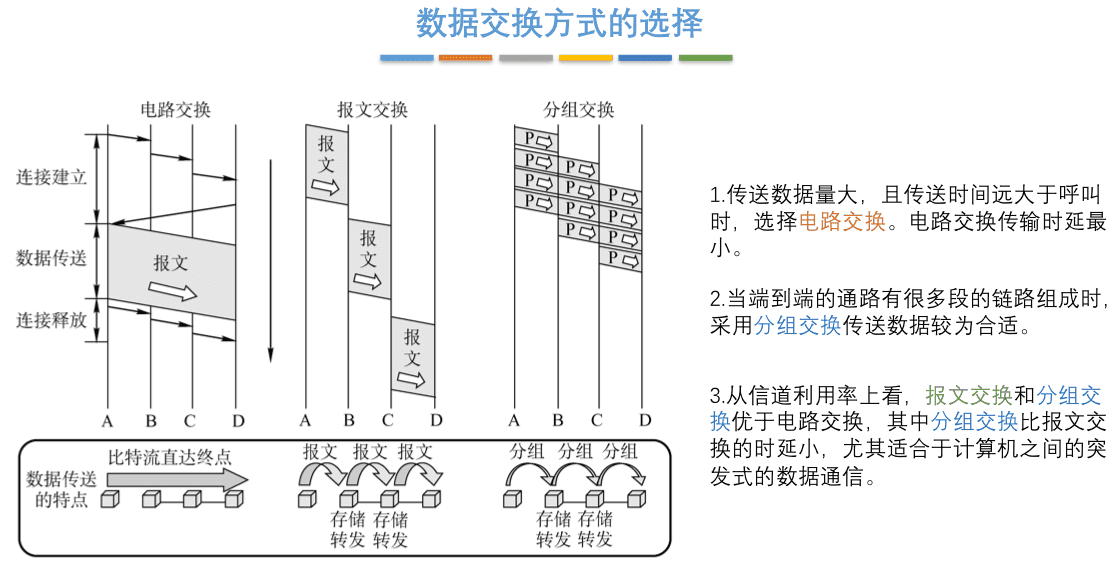 数据交换方式的选择
电路交换
报文交换
分组交换
连接建立
数据传送
连接释放
报文
A B C D
报
文
报
文
报
文
A B C D
P P P P
P P P P
P P P P
A B C D
数据传送
的特点
比特流直达终点
报文 报文 报文
存储 存储
转发 转发
分组 分组 分组
存储 存储
转发 转发
1.传送数据量大，且传送时间远大于呼叫
时，选择电路交换。电路交换传输时延最
小。
2.当端到端的通路有很多段的链路组成时，
采用分组交换传送数据较为合适。
3.从信道利用率上看，报文交换和分组交
换优于电路交换，其中分组交换比报文交
换的时延小，尤其适合于计算机之间的突
发式的数据通信。